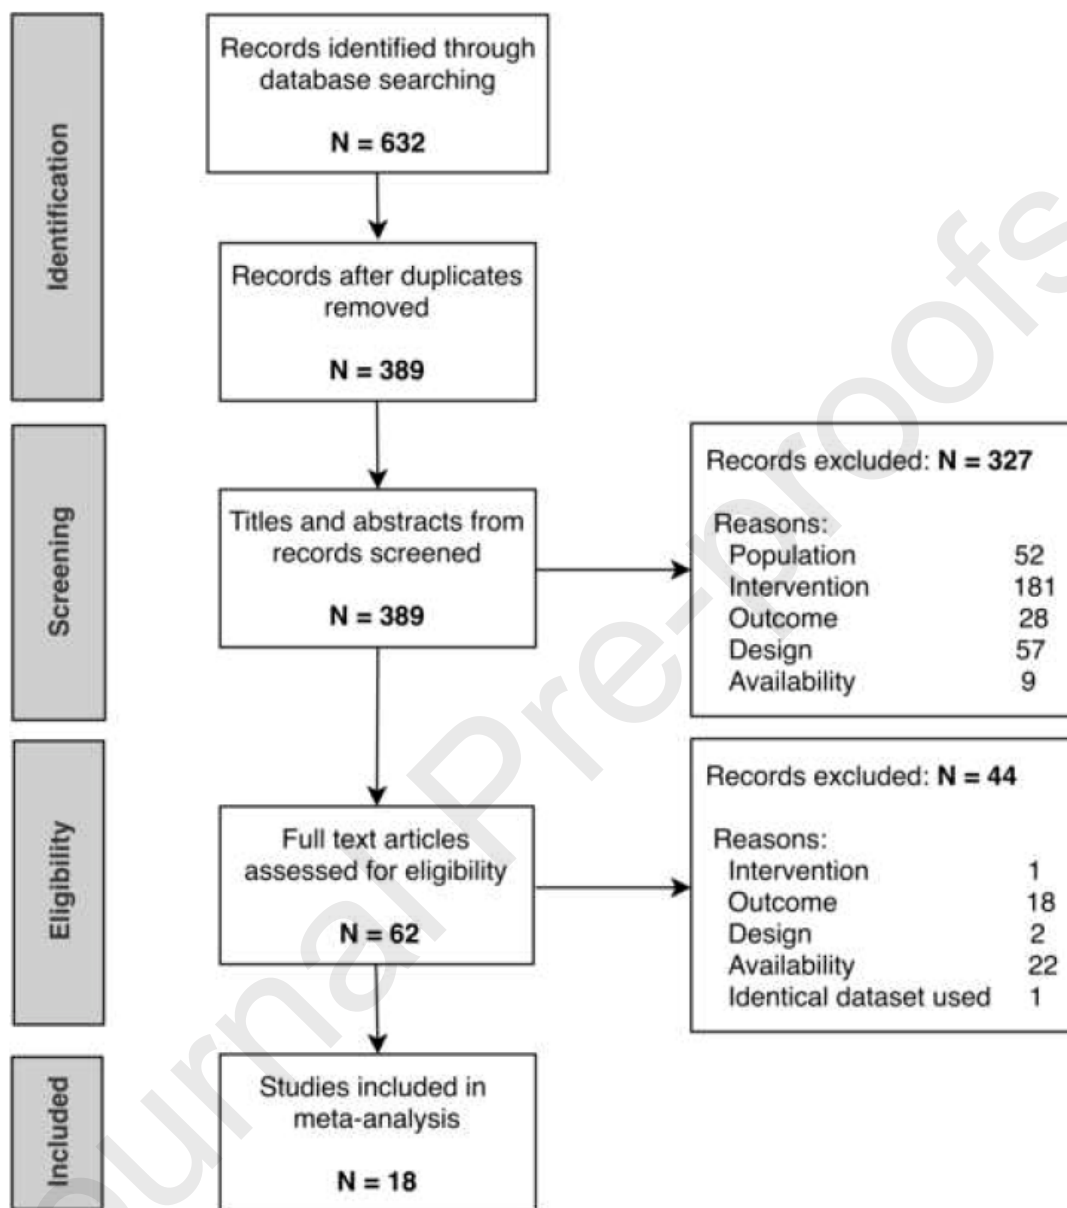 Identification
Records identified through
database searching
N = 632
Records after duplicates
removed
N = 389
Screening
Titles and abstracts from
records screened
N = 389
Records excluded: N = 327
Reasons:
Population 52
Intervention 181
Outcome 28
Design 57
Availability 9
Eligibility
Full text articles
assessed for eligibility
N = 62
Records excluded: N = 44
Reasons:
Intervention 1
Outcome 18
Design 2
Availability 22
Identical dataset used 1
Included
Studies included in
meta-analysis
N = 18
urnal Pre-proofs